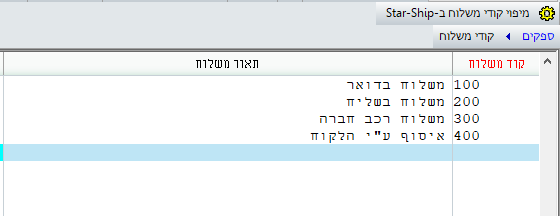 מיפוי קודי משלוח ב-Star-Ship
ספקים קודי משלוח
קוד משלוח תאור משלוח
100 משלוח בדואר
200 משלוח בשליח
300 משלוח רכב חברה
400 איסוף ע"י הלקוח